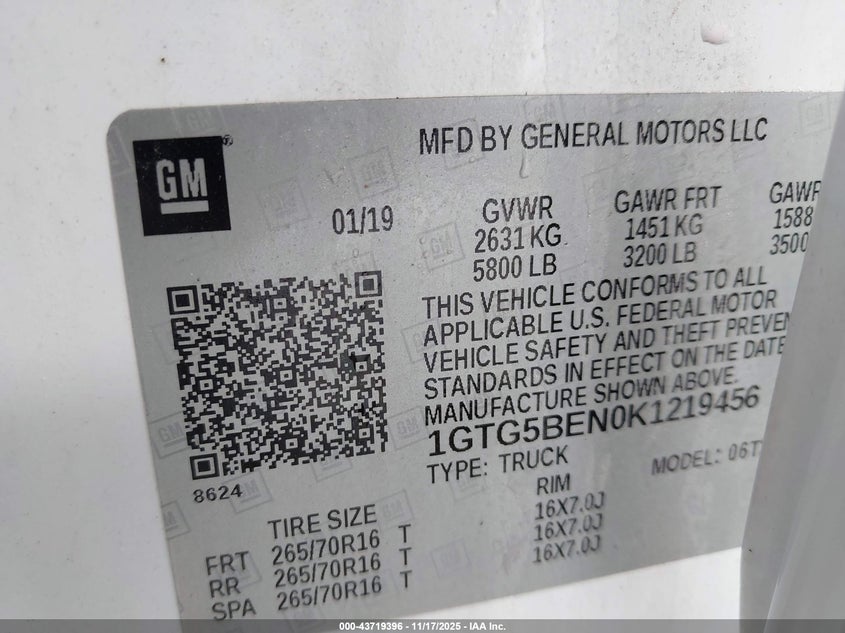 GM
®
MFD BY GENERAL MOTORS LLC
01/19
GVWR GAWR FRT GAWR
2631 KG 1451 KG 1588
5800 LB 3200 LB 3500
THIS VEHICLE CONFORMS TO ALL
APPLICABLE U.S. FEDERAL MOTOR
VEHICLE SAFETY AND THEFT PREVEN
STANDARDS IN EFFECT ON THE DATE
MANUFACTURE SHOWN ABOVE.
1GTG5BEN0K1219456
TYPE: TRUCK MODEL: 06T
8624
TIRE SIZE RIM
FRT 265/70R16 T 16X7.0J
RR 265/70R16 T 16X7.0J
SPA 265/70R16 T 16X7.0J
000-43719396 | 11/17/2025 - IAA Inc.